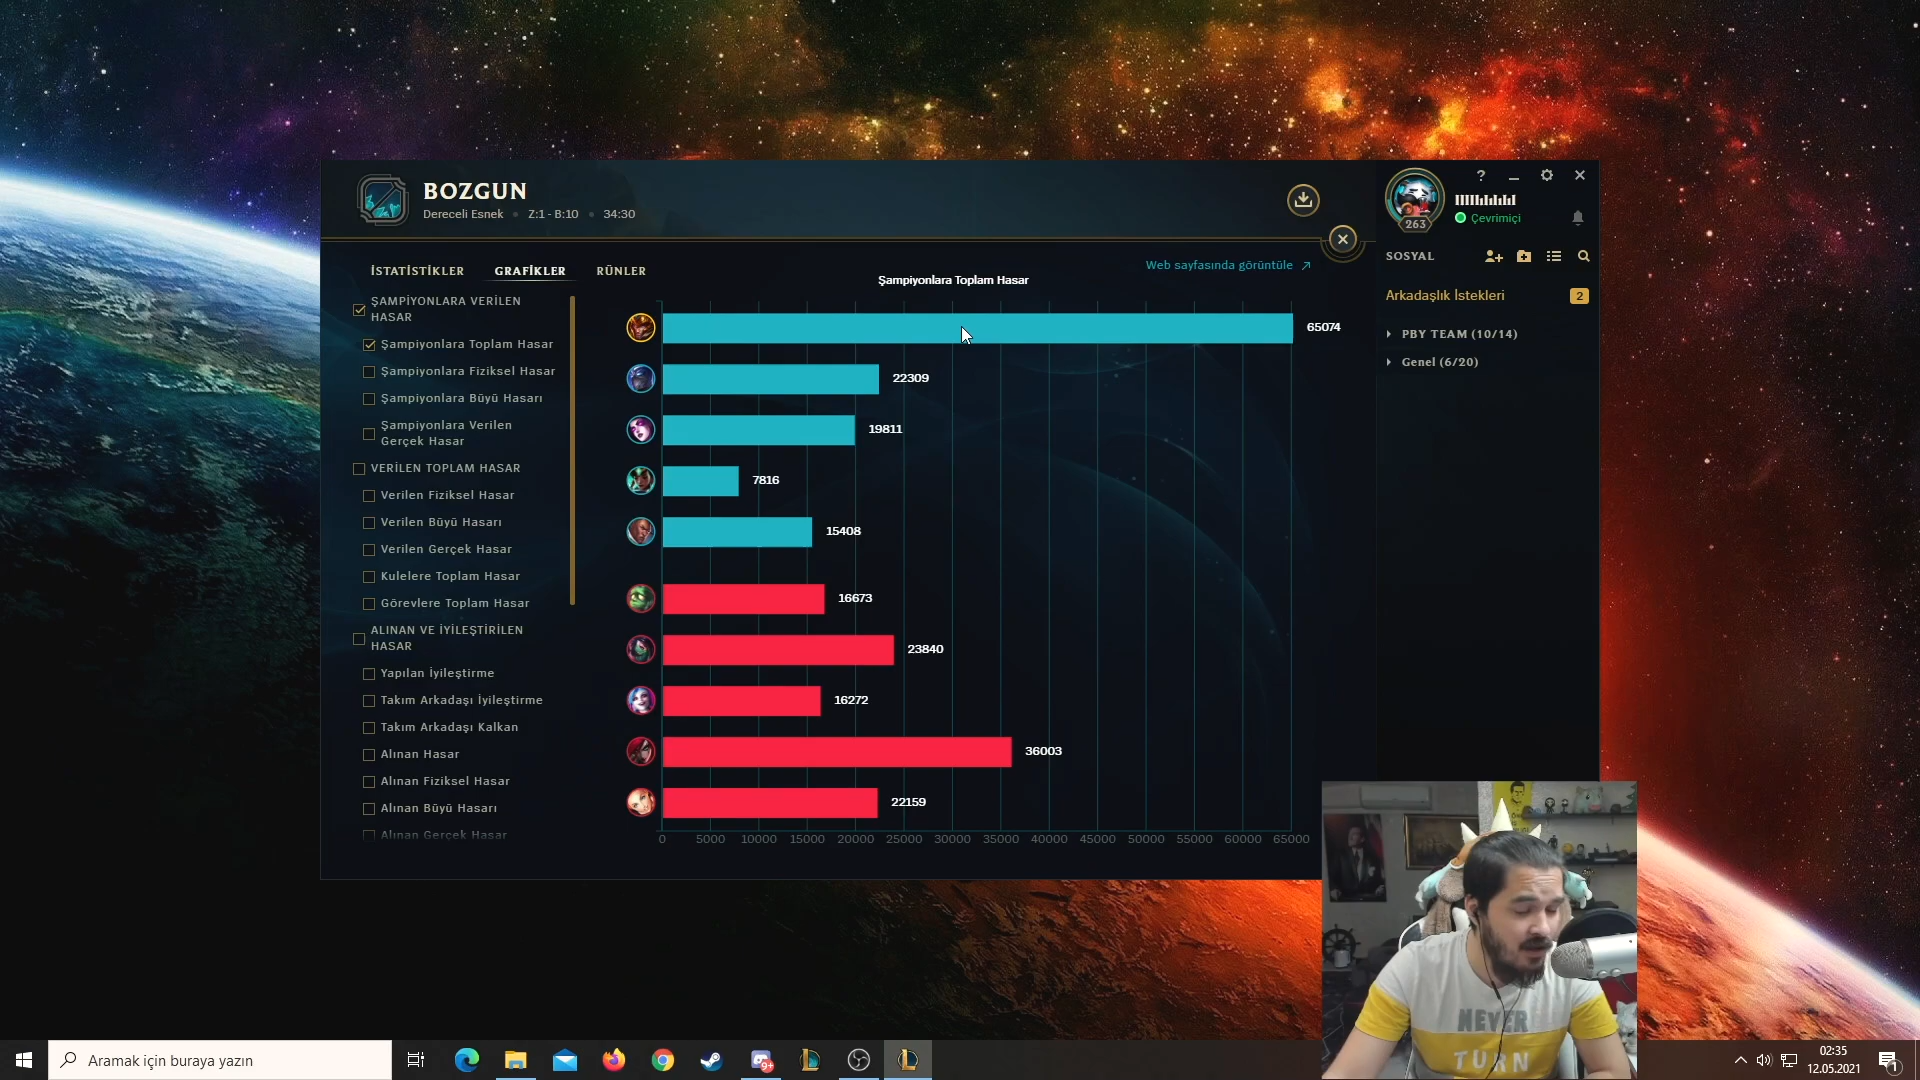 BOZGUN
Dereceli Esnek • Z:1 - B:10 • 34:30
263
Çevrimiçi
İSTATİSTİKLER GRAFİKLER RÜNLER
Web sayfasında görüntüle
Şampiyonlara Toplam Hasar
ŞAMPİYONLARA VERİLEN
HASAR
Şampiyonlara Toplam Hasar
Şampiyonlara Fiziksel Hasar
Şampiyonlara Büyü Hasarı
Şampiyonlara Verilen
Gerçek Hasar
VERİLEN TOPLAM HASAR
Verilen Fiziksel Hasar
Verilen Büyü Hasarı
Verilen Gerçek Hasar
Kulelere Toplam Hasar
Görevlere Toplam Hasar
ALINAN VE İYİLEŞTİRİLEN
HASAR
Yapılan İyileştirme
Takım Arkadaşı İyileştirme
Takım Arkadaşı Kalkan
Alınan Hasar
Alınan Fiziksel Hasar
Alınan Büyü Hasarı
Alınan Gerçek Hasar
65074
22309
19811
7816
15408
16673
23840
16272
36003
22159
0 5000 10000 15000 20000 25000 30000 35000 40000 45000 50000 55000 60000 65000
SOSYAL
Arkadaşlık İstekleri 2
PBY TEAM (10/14)
Genel (6/20)
NEVER
TURN
Aramak için buraya yazın
9+
02:35
12.05.2021
1